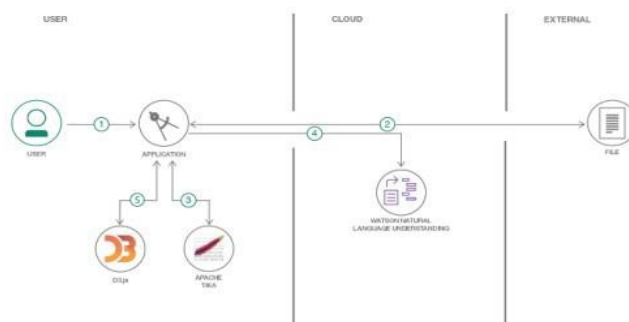 USER
CLOUD
EXTERNAL
1
2
4
USER
APPLICATION
FILE
5
3
WATSON NATURAL
LANGUAGE UNDERSTANDING
D3.js
APACHE
TIKA